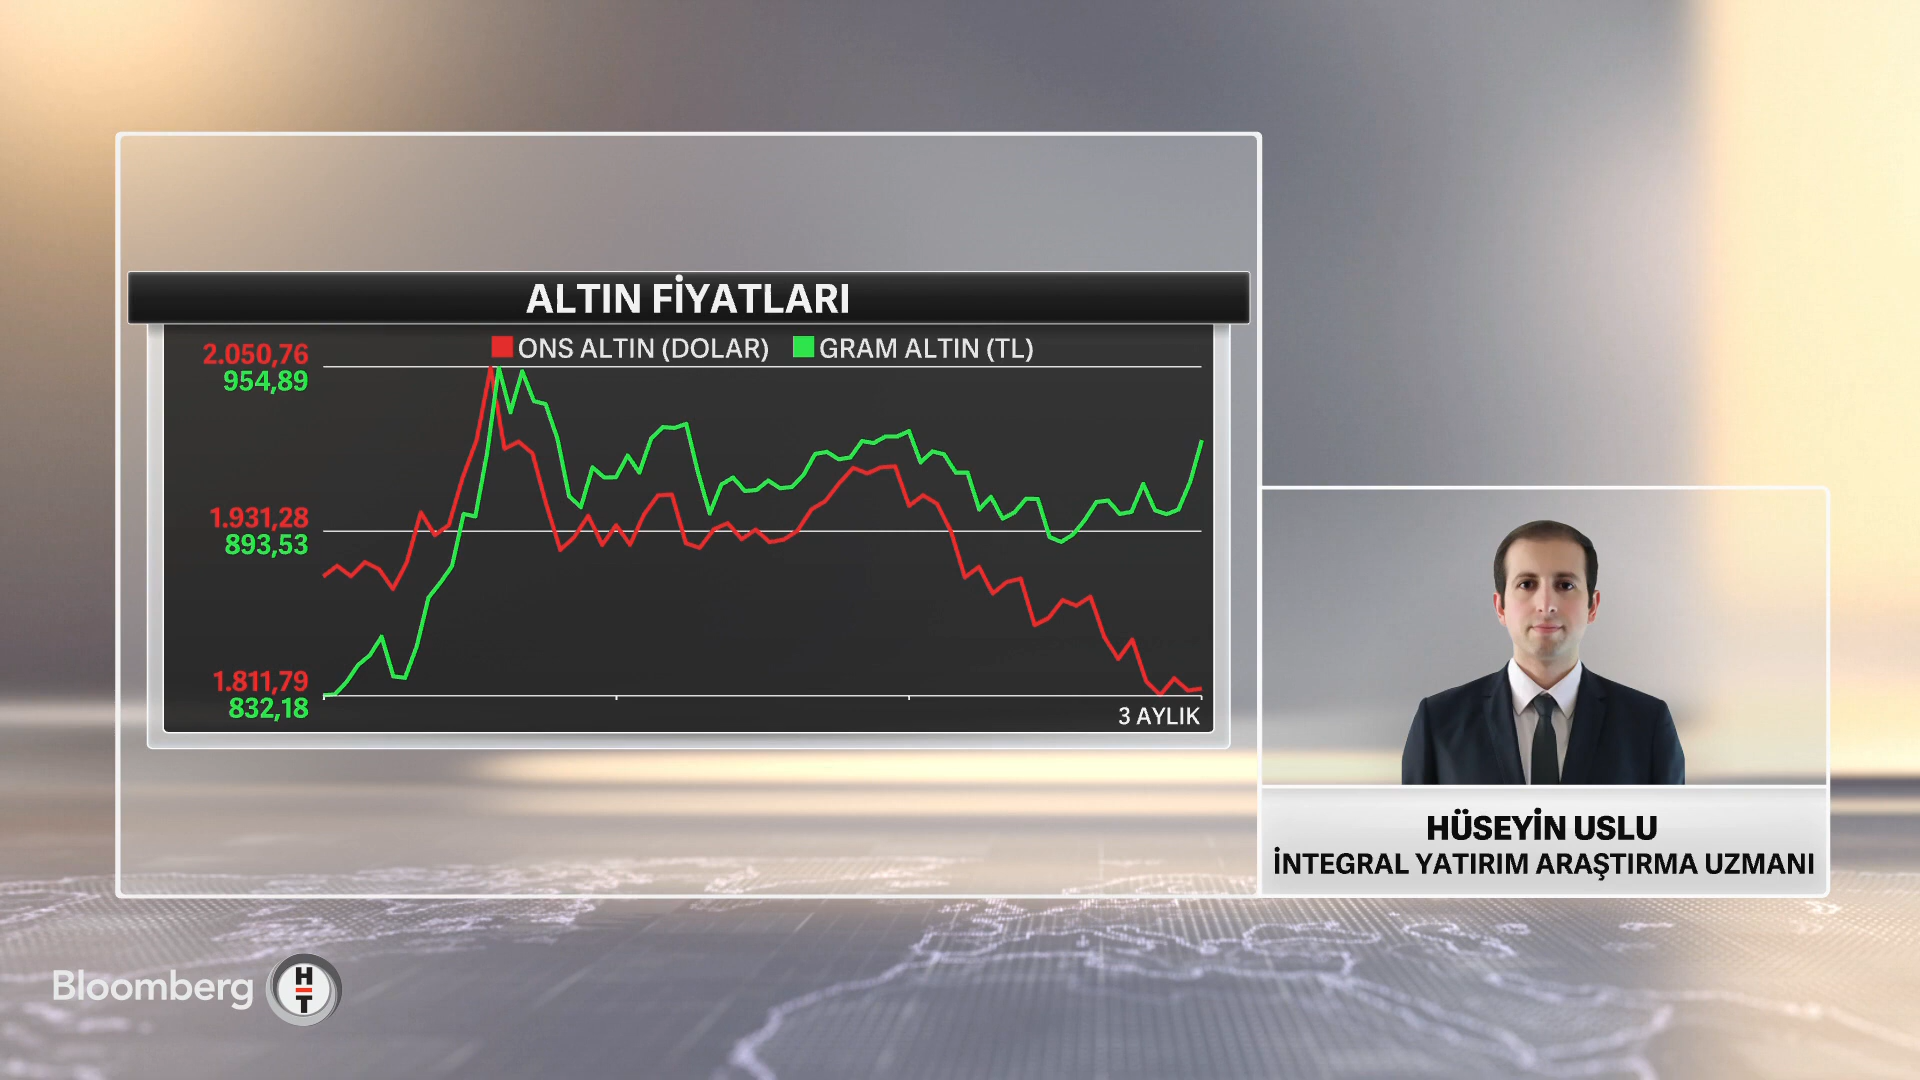 ALTIN FİYATLARI
ONS ALTIN (DOLAR) GRAM ALTIN (TL)
2.050,76
954,89
1.931,28
893,53
1.811,79
832,18
3 AYLIK
HÜSEYİN USLU
İNTEGRAL YATIRIM ARAŞTIRMA UZMANI
Bloomberg HT